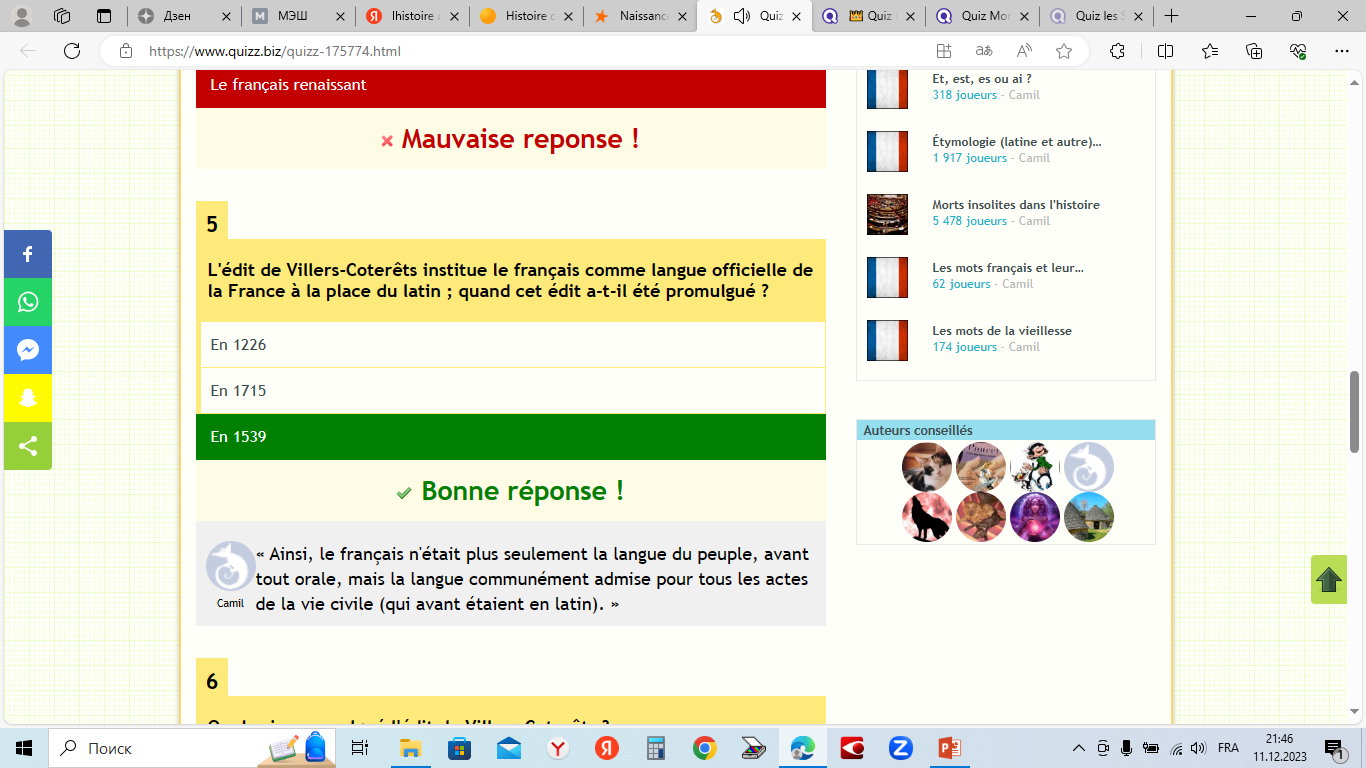 Дзен
МЭШ
lhistoire
Histoire d
Naissance
Quiz
Quiz
Quiz Mor
Quiz les S
https://www.quizz.biz/quizz-175774.html
Le français renaissant
Mauvaise reponse !
5
L'édit de Villers-Coterêts institue le français comme langue officielle de
la France à la place du latin ; quand cet édit a-t-il été promulgué ?
En 1226
En 1715
En 1539
Bonne réponse !
« Ainsi, le français n'était plus seulement la langue du peuple, avant
tout orale, mais la langue communément admise pour tous les actes
de la vie civile (qui avant étaient en latin). »
Camil
6
Et, est, es ou ai ?
318 joueurs - Camil
Étymologie (latine et autre)…
1 917 joueurs - Camil
Morts insolites dans l'histoire
5 478 joueurs - Camil
Les mots français et leur…
62 joueurs - Camil
Les mots de la vieillesse
174 joueurs - Camil
Auteurs conseillés
Поиск
FRA
21:46
11.12.2023
1